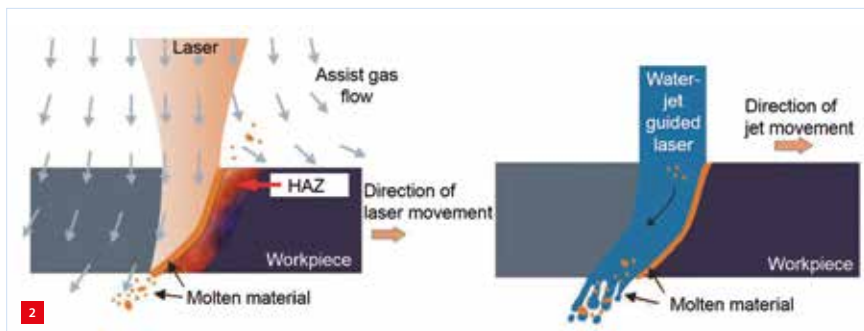 Laser
Assist gas
flow
HAZ
Direction of
laser movement
Workpiece
Molten material
2
Water-
jet
guided
laser
Direction of
jet movement
Workpiece
Molten material